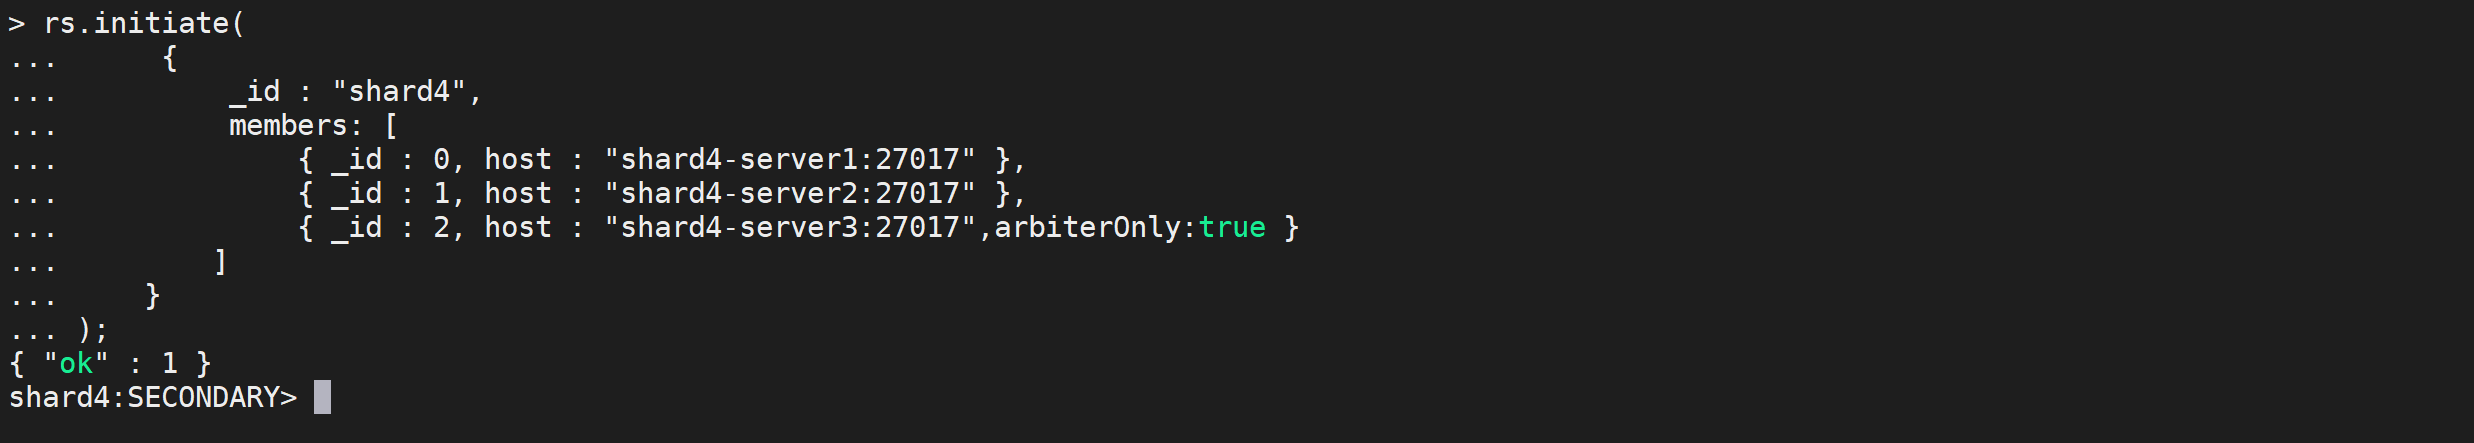 > rs.initiate(
...      {
...          _id : "shard4",
...          members: [
...              { _id : 0, host : "shard4-server1:27017" },
...              { _id : 1, host : "shard4-server2:27017" },
...              { _id : 2, host : "shard4-server3:27017",arbiterOnly:true }
...         ]
...     }
... );
{ "ok" : 1 }
shard4:SECONDARY>